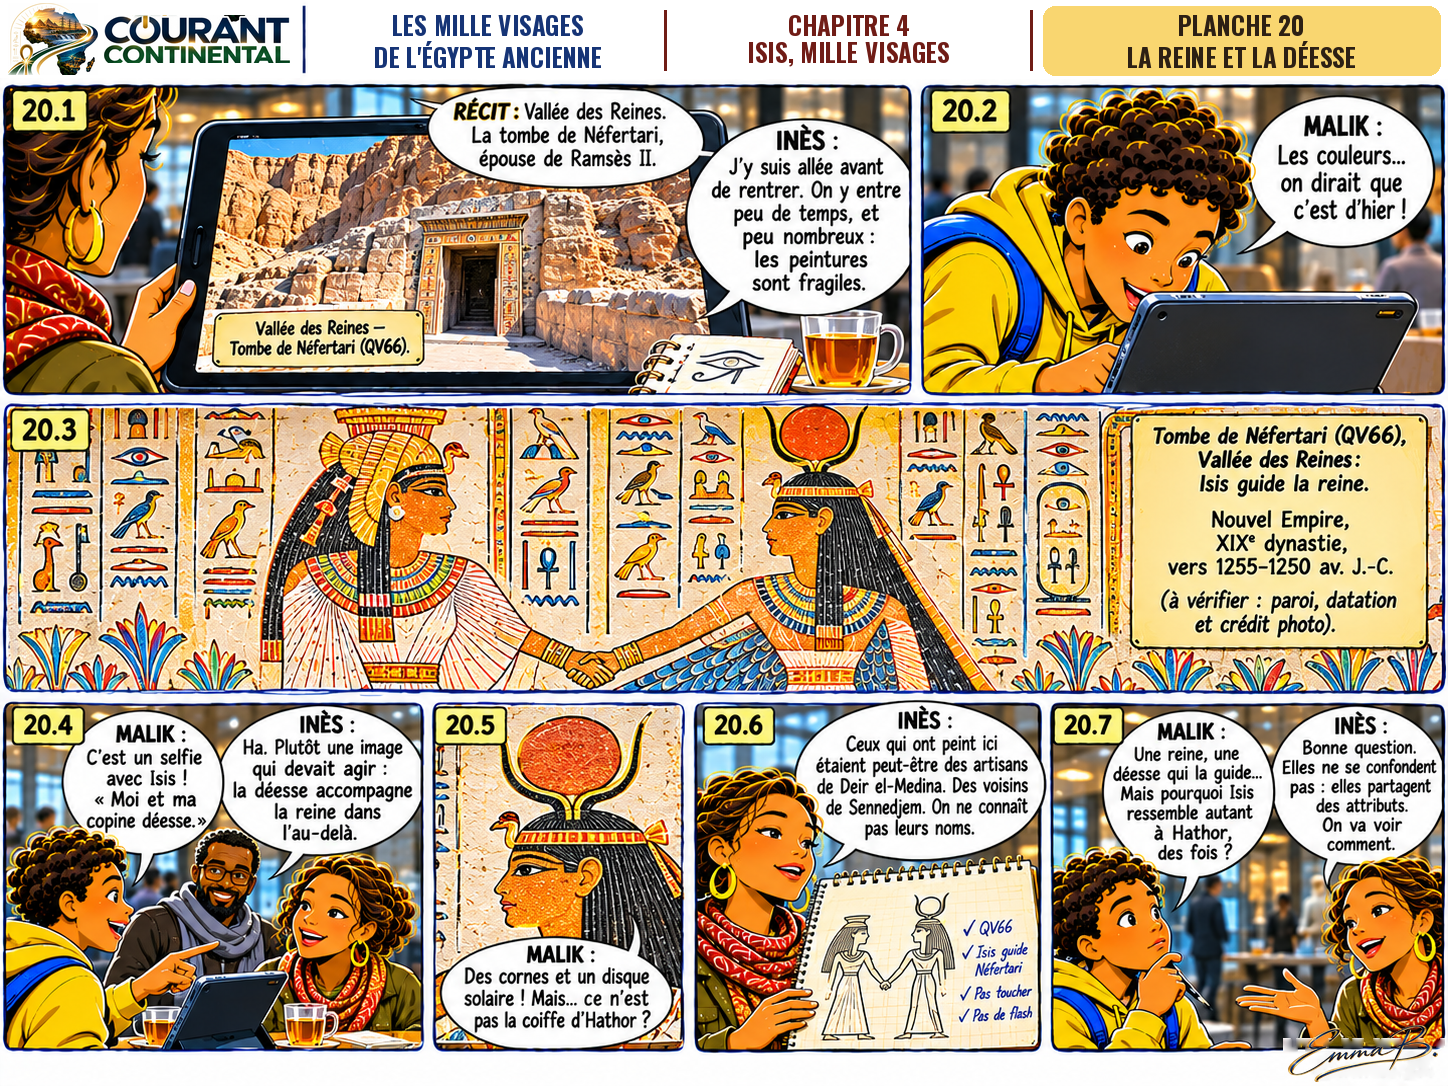 COURANT
CONTINENTAL
LES MILLE VISAGES
DE L'ÉGYPTE ANCIENNE
CHAPITRE 4
ISIS, MILLE VISAGES
PLANCHE 20
LA REINE ET LA DÉESSE
20.1
RÉCIT : Vallée des Reines.
La tombe de Néfertari,
épouse de Ramsès II.
INÈS :
J'y suis allée avant
de rentrer. On y entre
peu de temps, et
peu nombreux :
les peintures
sont fragiles.
Vallée des Reines –
Tombe de Néfertari (QV66).
20.2
MALIK :
Les couleurs...
on dirait que
c'est d'hier !
20.3
Tombe de Néfertari (QV66),
Vallée des Reines :
Isis guide la reine.
Nouvel Empire,
XIXe dynastie,
vers 1255–1250 av. J.-C.
(à vérifier : paroi, datation
et crédit photo).
20.4
MALIK :
C'est un selfie
avec Isis !
« Moi et ma
copine déesse.»
INÈS :
Ha. Plutôt une image
qui devait agir :
la déesse accompagne
la reine dans
l'au-delà.
20.5
MALIK :
Des cornes et un disque
solaire ! Mais... ce n'est
pas la coiffe d'Hathor ?
20.6
INÈS :
Ceux qui ont peint ici
étaient peut-être des artisans
de Deir el-Medina. Des voisins
de Sennedjem. On ne connaît
pas leurs noms.
✓ QV66
✓ Isis guide
Néfertari
✓ Pas toucher
✓ Pas de flash
20.7
MALIK :
Une reine, une
déesse qui la guide...
Mais pourquoi Isis
ressemble autant
à Hathor,
des fois ?
INÈS :
Bonne question.
Elles ne se confondent
pas : elles partagent
des attributs.
On va voir
comment.
Emma B.